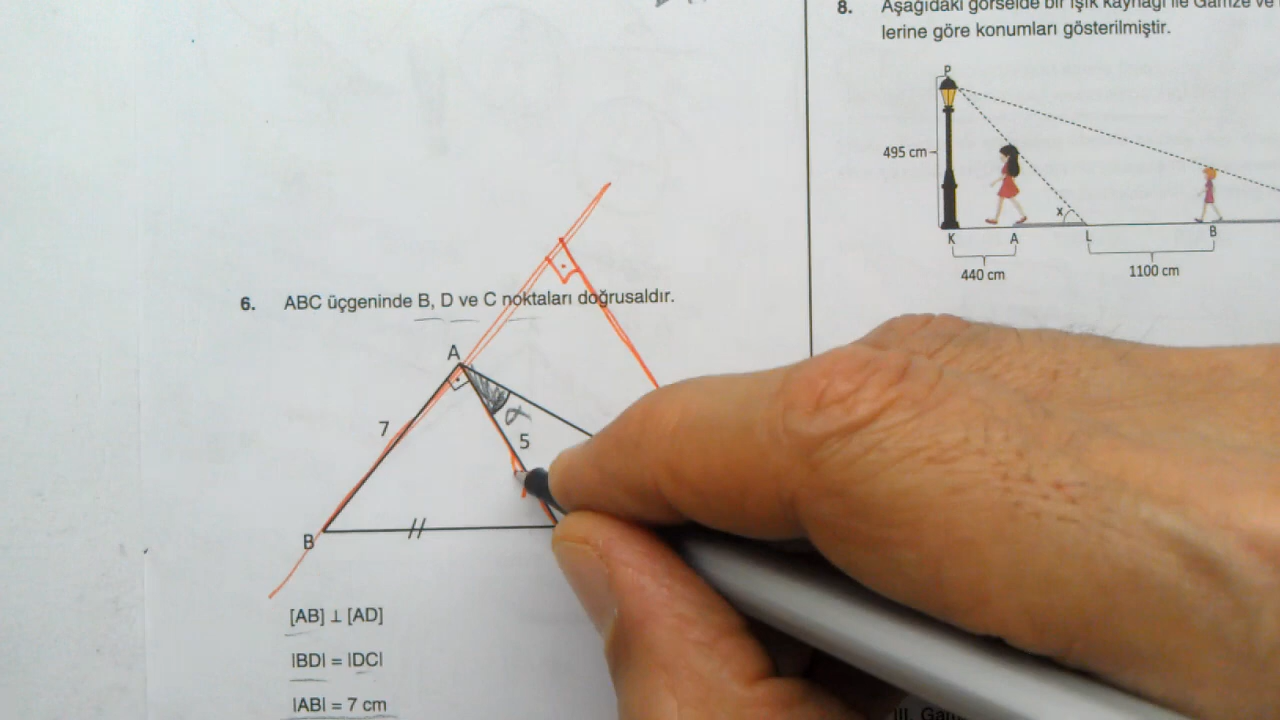 8. Aşağıdaki görselde bir ışık kaynağı ile Gamze ve
lerine göre konumları gösterilmiştir.
P
495 cm
x
K A L B
440 cm
1100 cm
6. ABC üçgeninde B, D ve C noktaları doğrusaldır.
A
7
α
5
B
[AB] ⊥ [AD]
|BD| = |DC|
|AB| = 7 cm
III.